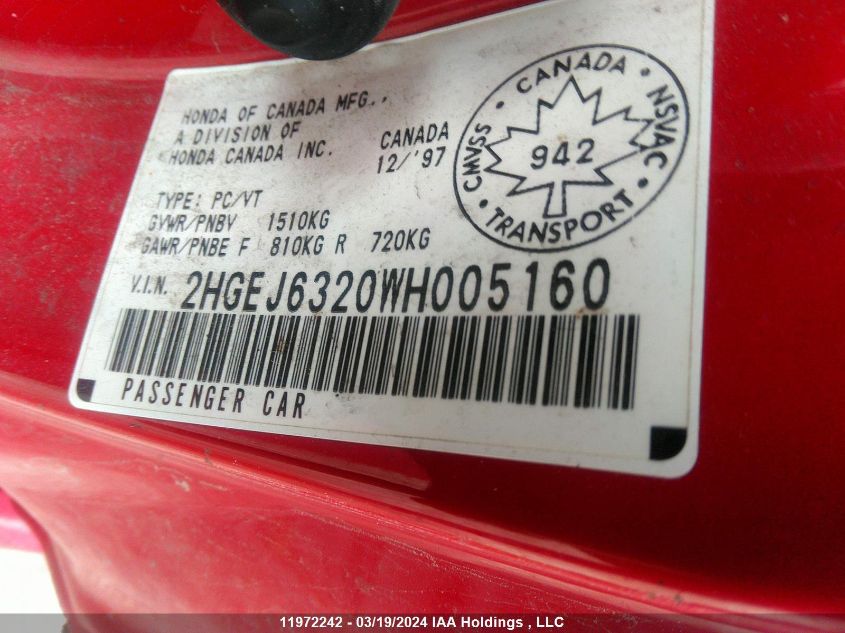 HONDA OF CANADA MFG.,
A DIVISION OF
HONDA CANADA INC.
CANADA
12/'97
TYPE: PC/VT
GVWR/PNBV 1510KG
GAWR/PNBE F 810KG R 720KG
V.I.N. 2HGEJ6320WH005160
PASSENGER CAR
CMVSS • CANADA • NSVAC • TRANSPORT •
942
11972242 - 03/19/2024 IAA Holdings , LLC